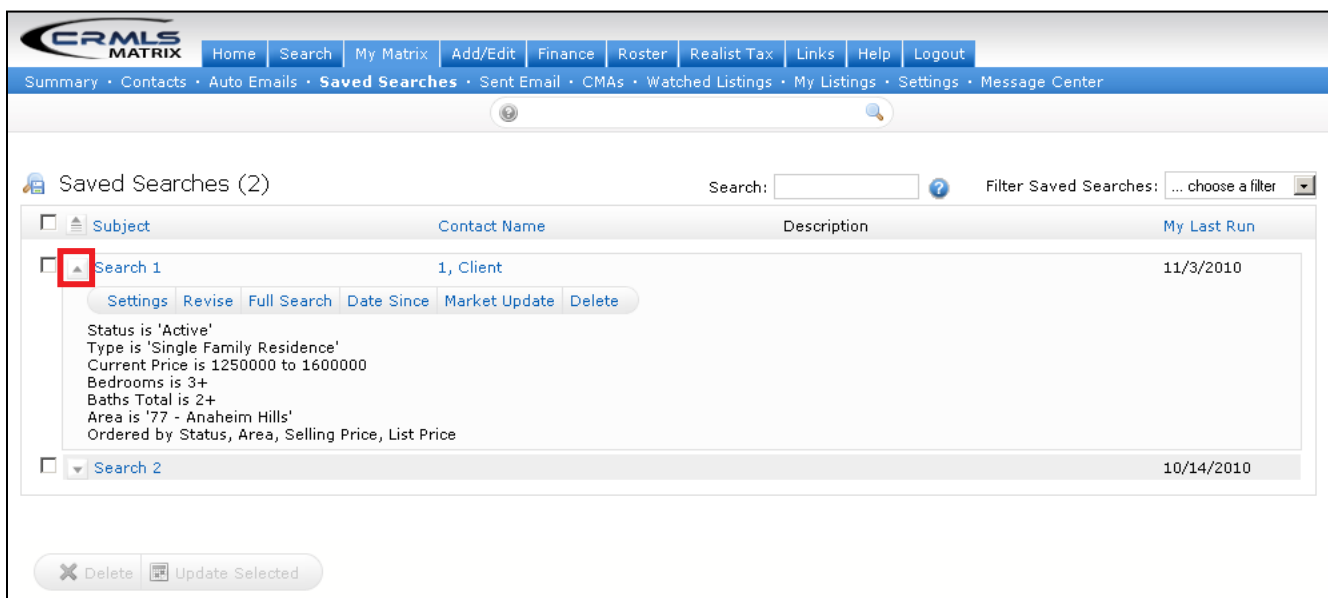 CRMLS
MATRIX
Home Search My Matrix Add/Edit Finance Roster Realist Tax Links Help Logout
Summary • Contacts • Auto Emails • Saved Searches • Sent Email • CMAs • Watched Listings • My Listings • Settings • Message Center
Saved Searches (2) Search: Filter Saved Searches: ... choose a filter
Subject Contact Name Description My Last Run
Search 1 1, Client 11/3/2010
Settings Revise Full Search Date Since Market Update Delete
Status is 'Active'
Type is 'Single Family Residence'
Current Price is 1250000 to 1600000
Bedrooms is 3+
Baths Total is 2+
Area is '77 - Anaheim Hills'
Ordered by Status, Area, Selling Price, List Price
Search 2 10/14/2010
Delete Update Selected